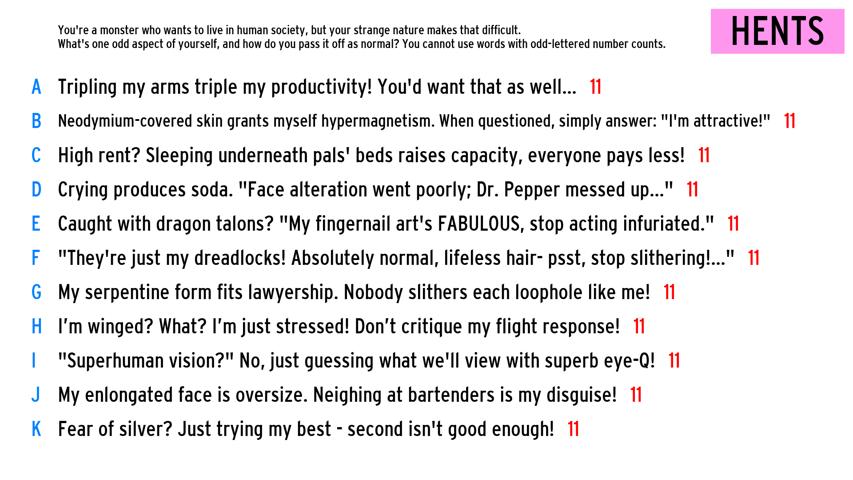 You're a monster who wants to live in human society, but your strange nature makes that difficult.
What's one odd aspect of yourself, and how do you pass it off as normal? You cannot use words with odd-lettered number counts.
HENTS
A Tripling my arms triple my productivity! You'd want that as well... 11
B Neodymium-covered skin grants myself hypermagnetism. When questioned, simply answer: "I'm attractive!" 11
C High rent? Sleeping underneath pals' beds raises capacity, everyone pays less! 11
D Crying produces soda. "Face alteration went poorly; Dr. Pepper messed up..." 11
E Caught with dragon talons? "My fingernail art's FABULOUS, stop acting infuriated." 11
F "They're just my dreadlocks! Absolutely normal, lifeless hair- psst, stop slithering!..." 11
G My serpentine form fits lawyership. Nobody slithers each loophole like me! 11
H I'm winged? What? I'm just stressed! Don't critique my flight response! 11
I "Superhuman vision?" No, just guessing what we'll view with superb eye-Q! 11
J My enlongated face is oversize. Neighing at bartenders is my disguise! 11
K Fear of silver? Just trying my best - second isn't good enough! 11